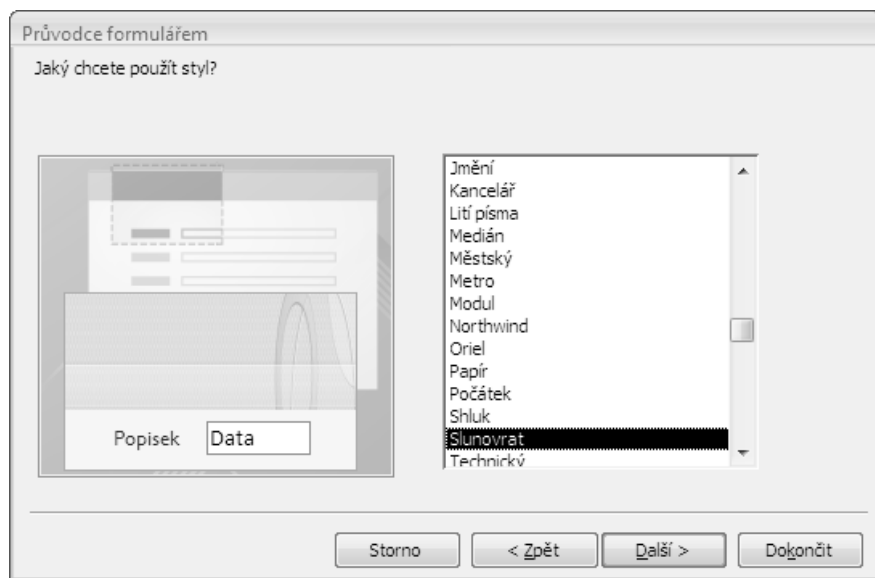 Průvodce formulářem
Jaký chcete použít styl?
Popisek Data
Jmění
Kancelář
Lití písma
Medián
Městský
Metro
Modul
Northwind
Oriel
Papír
Počátek
Shluk
Slunovrat
Technický
Storno
< Zpět
Další >
Dokončit